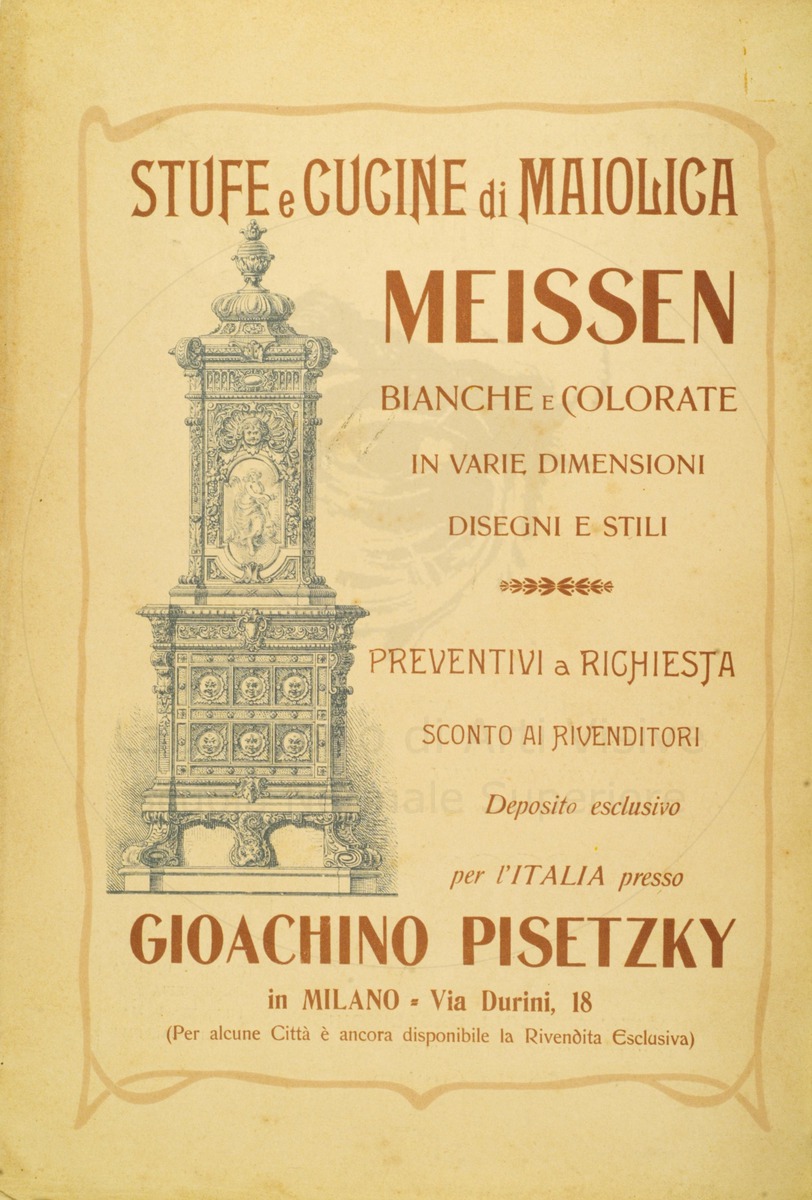 STUFE e CUCINE di MAIOLICA
MEISSEN
BIANCHE E COLORATE
IN VARIE DIMENSIONI
DISEGNI E STILI
PREVENTIVI a RICHIESTA
SCONTO AI RIVENDITORI
Deposito esclusivo
per l'ITALIA presso
GIOACHINO PISETZKY
in MILANO - Via Durini, 18
(Per alcune Città è ancora disponibile la Rivendita Esclusiva)